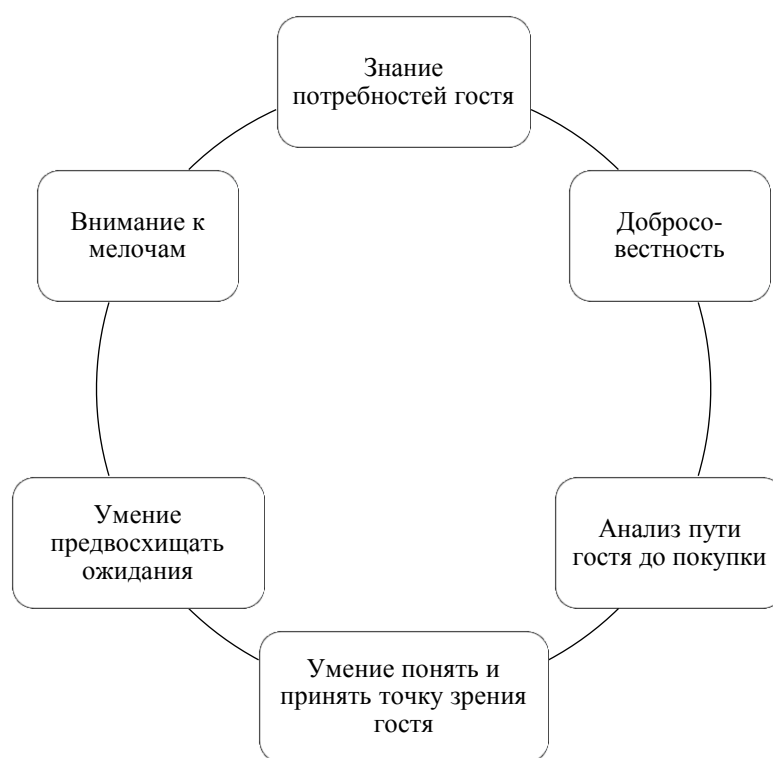 Знание
потребностей гостя
Добросо-
вестность
Анализ пути
гостя до покупки
Умение понять и
принять точку зрения
гостя
Умение
предвосхищать
ожидания
Внимание к
мелочам